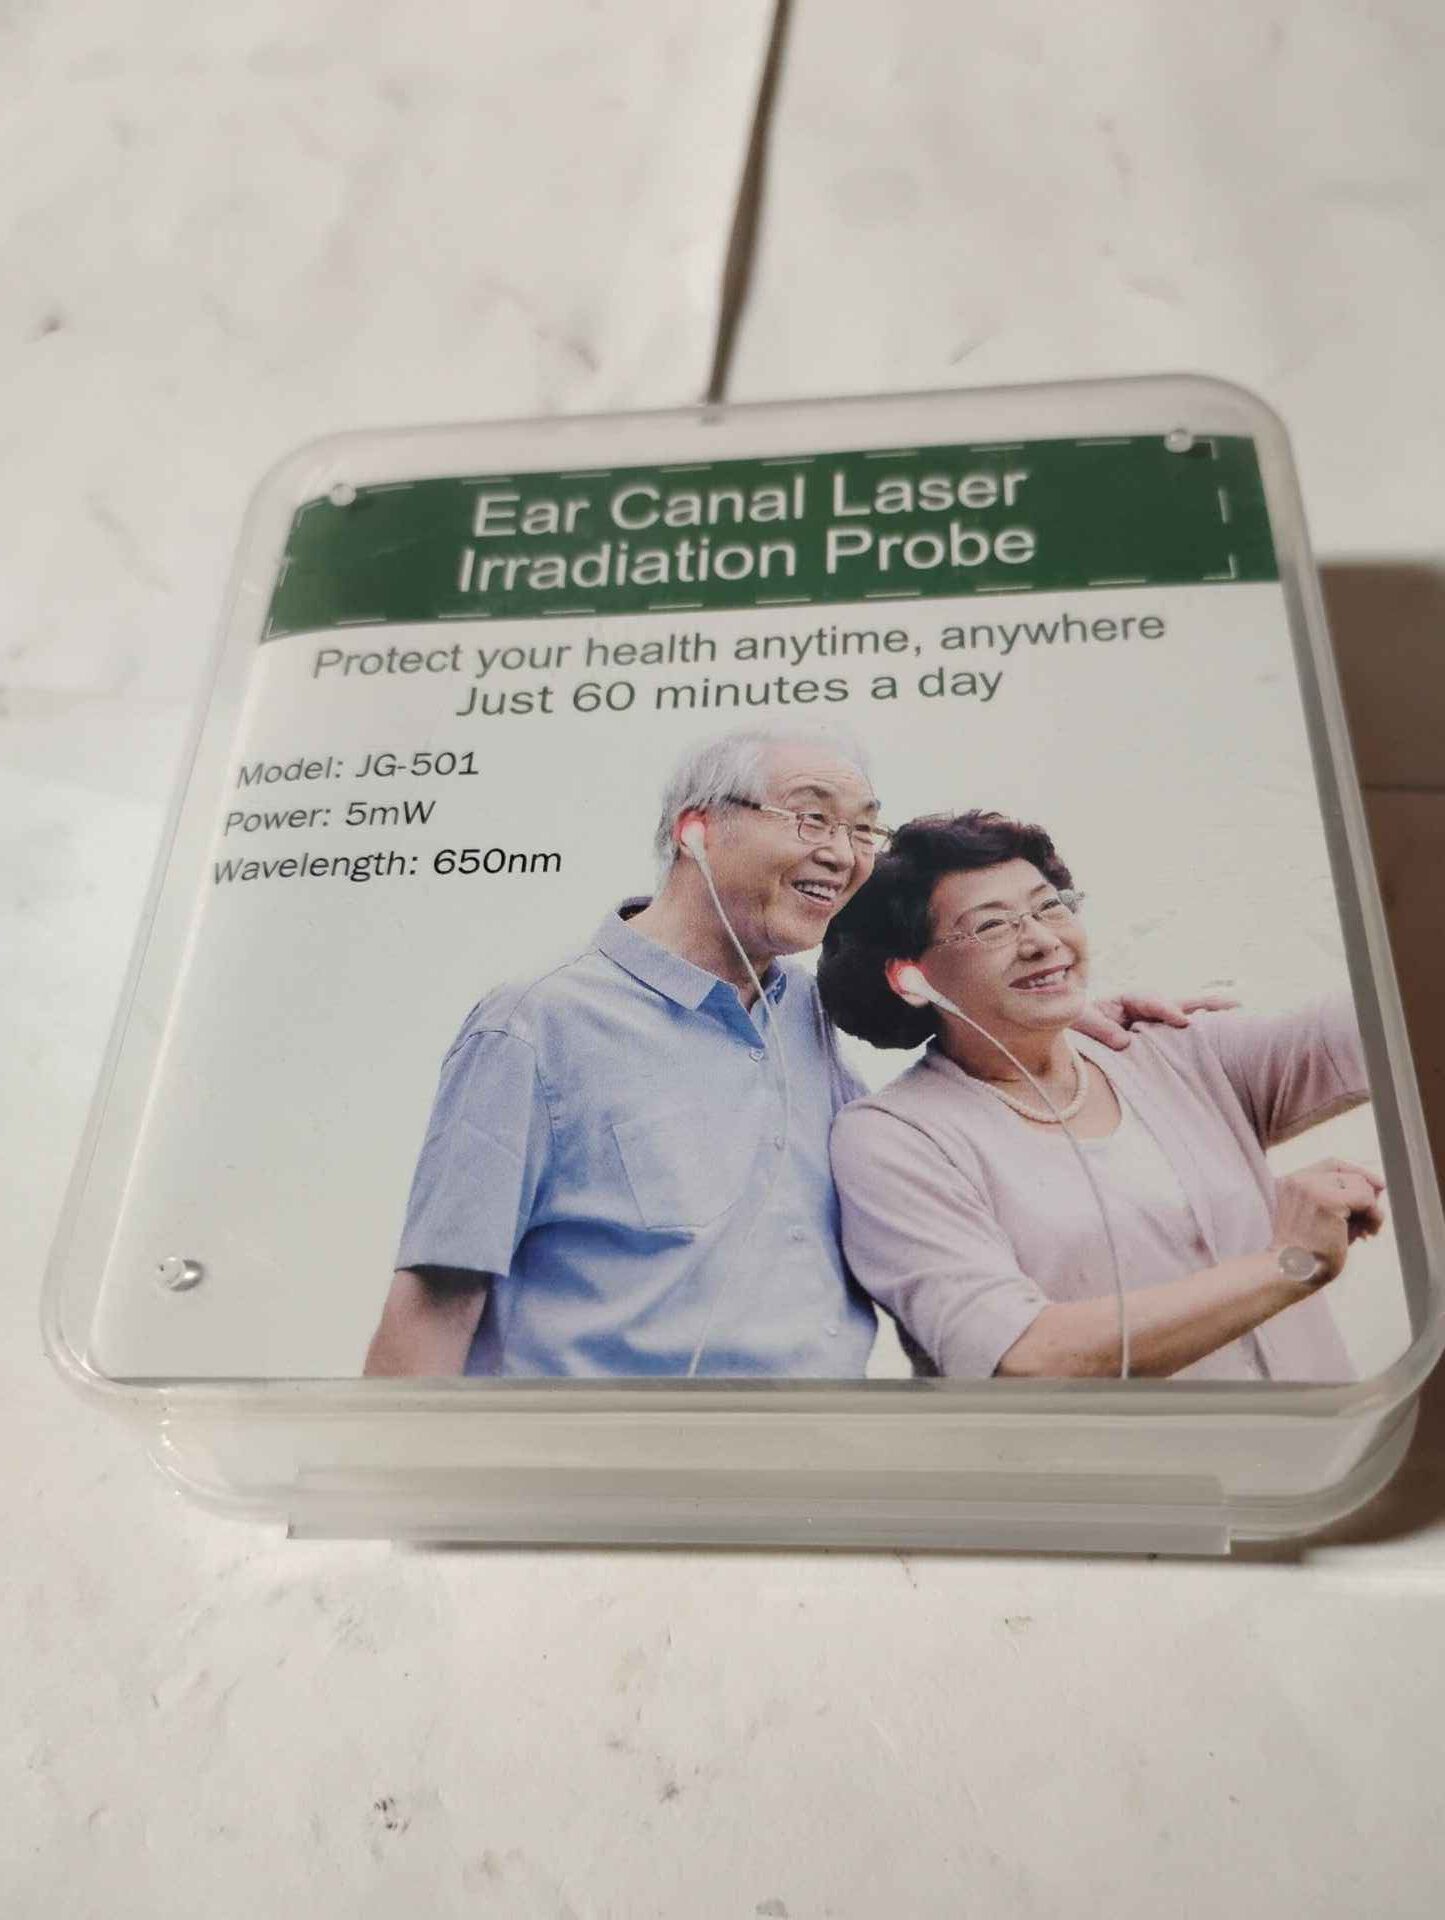 Ear Canal Laser
Irradiation Probe
Protect your health anytime, anywhere
Just 60 minutes a day
Model: JG-501
Power: 5mW
Wavelength: 650nm